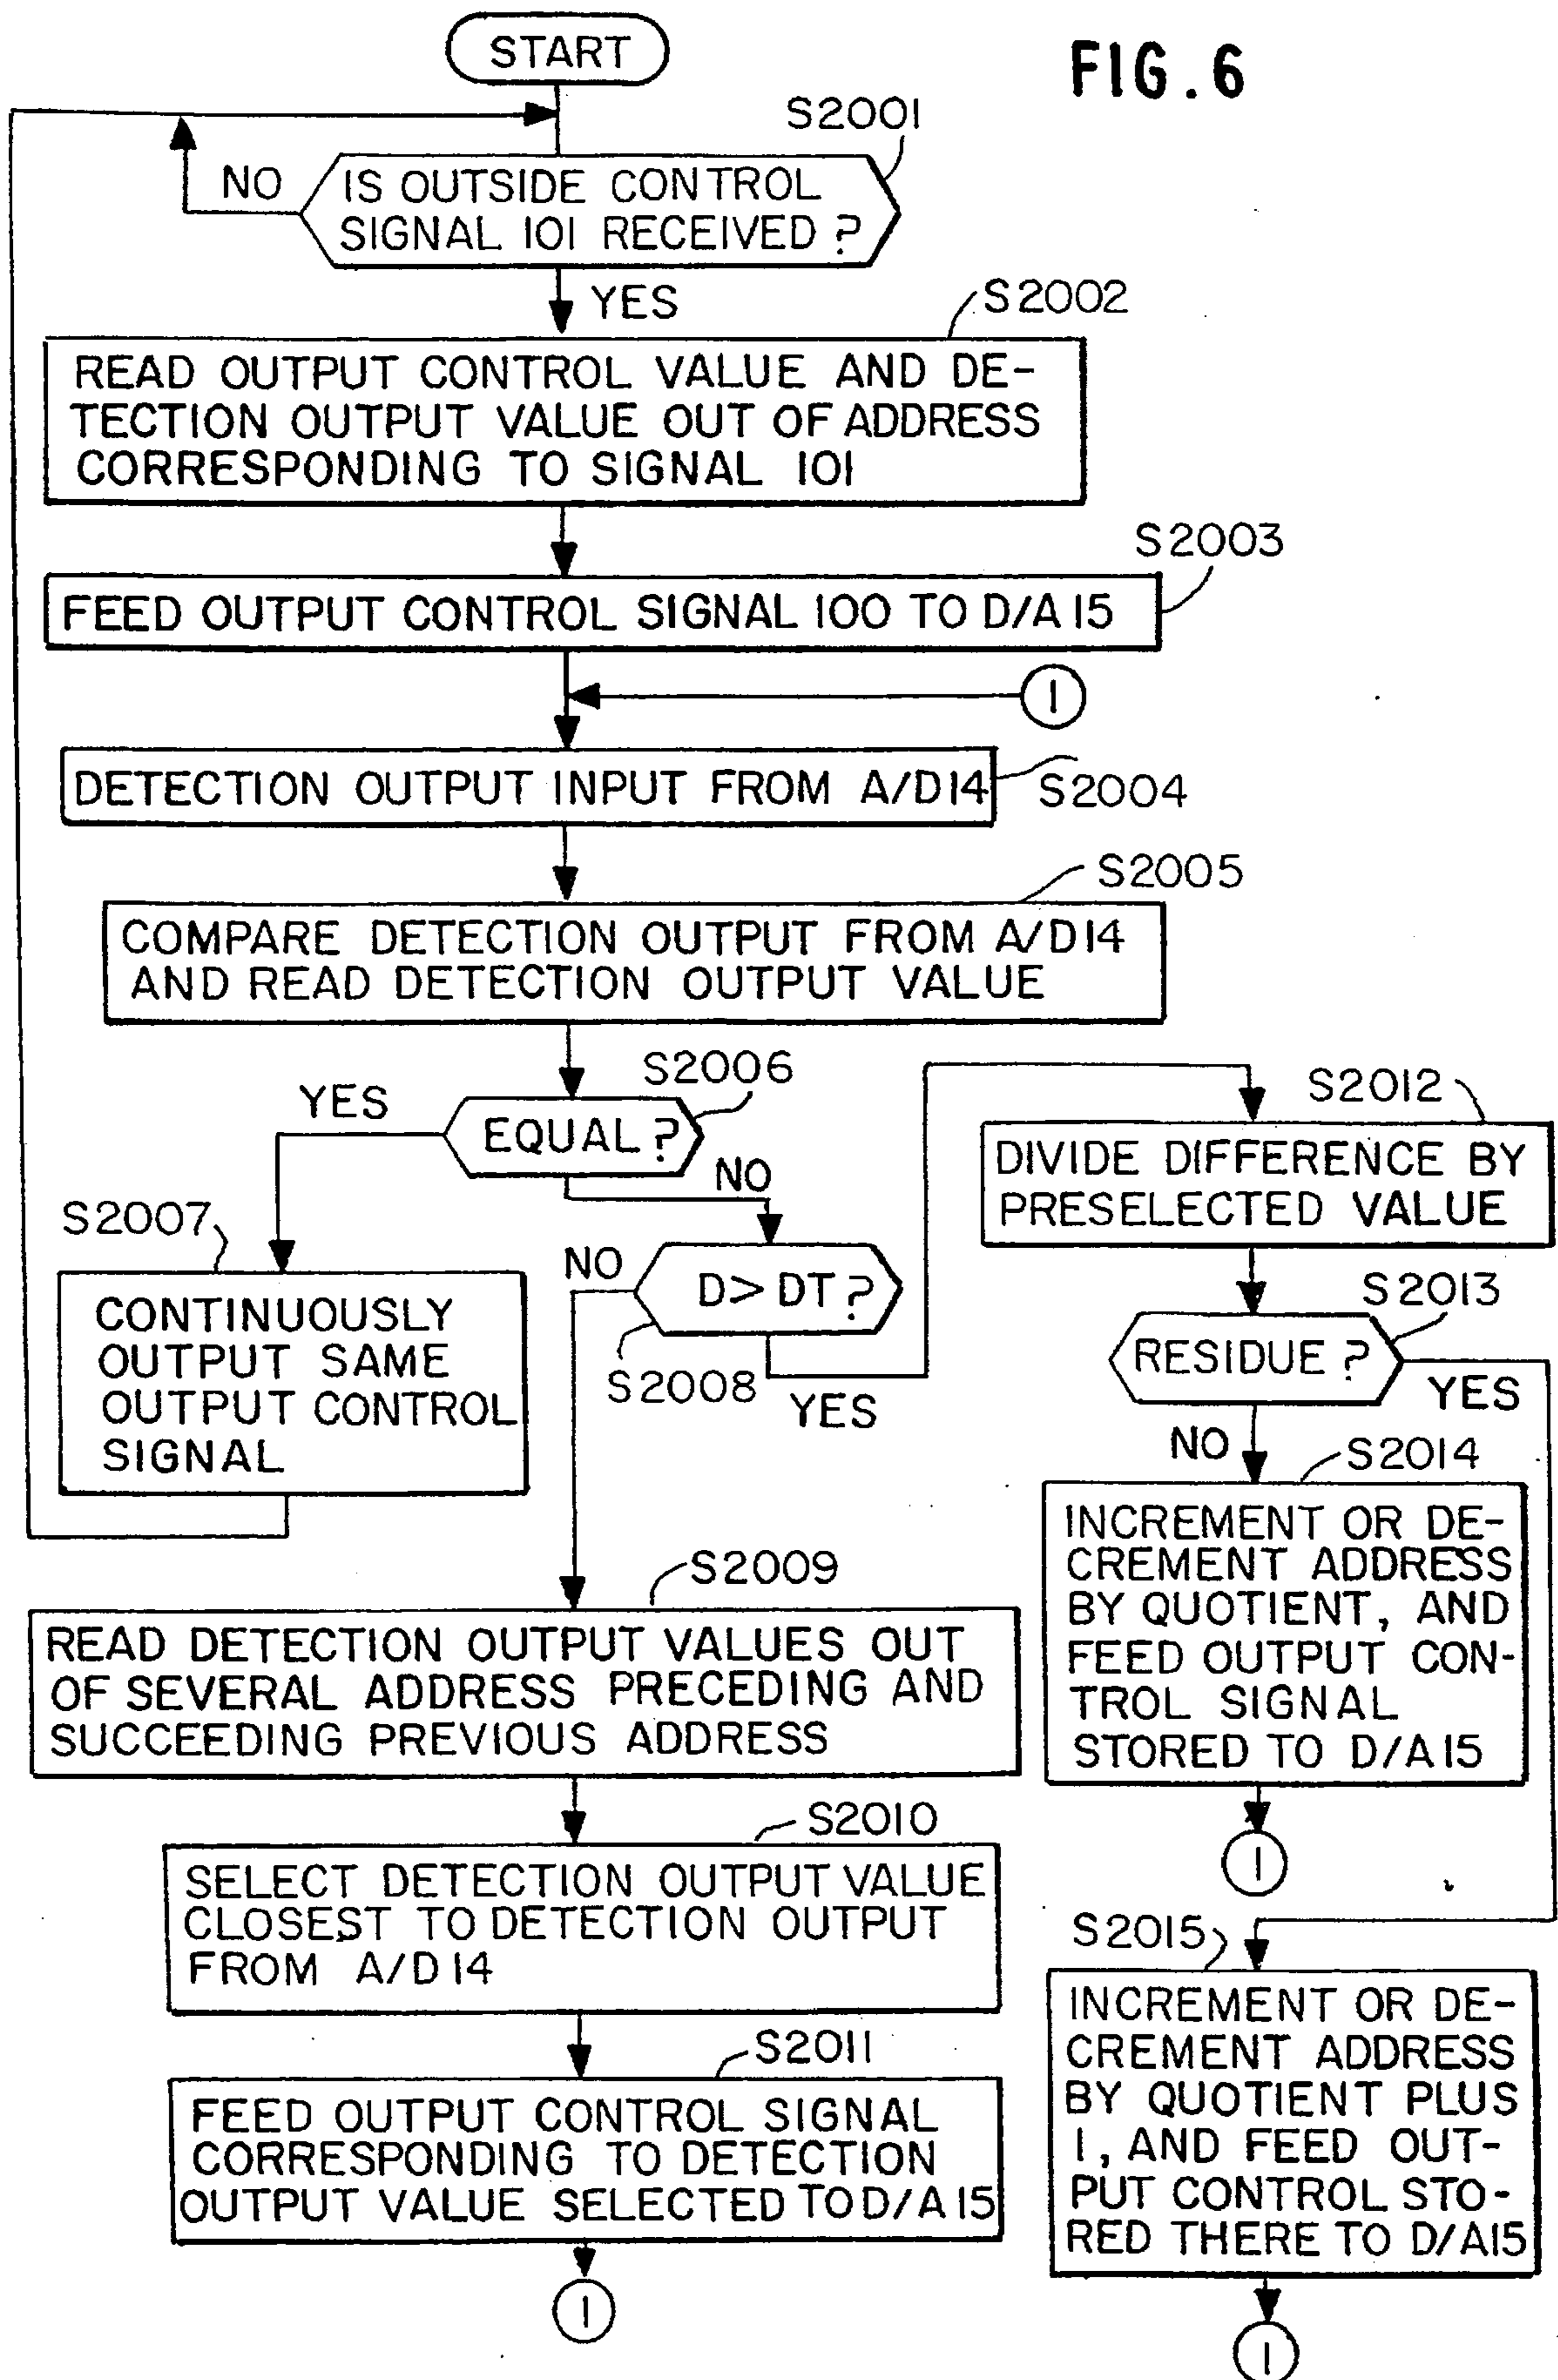 START
FIG. 6
S2001
NO
IS OUTSIDE CONTROL
SIGNAL 101 RECEIVED ?
YES
S2002
READ OUTPUT CONTROL VALUE AND DE-
TECTION OUTPUT VALUE OUT OF ADDRESS
CORRESPONDING TO SIGNAL 101
S2003
FEED OUTPUT CONTROL SIGNAL 100 TO D/A 15
1
DETECTION OUTPUT INPUT FROM A/D14
S2004
S2005
COMPARE DETECTION OUTPUT FROM A/D14
AND READ DETECTION OUTPUT VALUE
S2006
YES
EQUAL ?
NO
S2007
CONTINUOUSLY
OUTPUT SAME
OUTPUT CONTROL
SIGNAL
NO
D > DT ?
S2008
YES
S2012
DIVIDE DIFFERENCE BY
PRESELECTED VALUE
S2013
RESIDUE ?
YES
NO
S2014
INCREMENT OR DE-
CREMENT ADDRESS
BY QUOTIENT, AND
FEED OUTPUT CON-
TROL SIGNAL
STORED TO D/A 15
1
S2009
READ DETECTION OUTPUT VALUES OUT
OF SEVERAL ADDRESS PRECEDING AND
SUCCEEDING PREVIOUS ADDRESS
S2010
SELECT DETECTION OUTPUT VALUE
CLOSEST TO DETECTION OUTPUT
FROM A/D 14
S2011
FEED OUTPUT CONTROL SIGNAL
CORRESPONDING TO DETECTION
OUTPUT VALUE SELECTED TO D/A 15
1
S2015
INCREMENT OR DE-
CREMENT ADDRESS
BY QUOTIENT PLUS
1, AND FEED OUT-
PUT CONTROL STO-
RED THERE TO D/A15
1